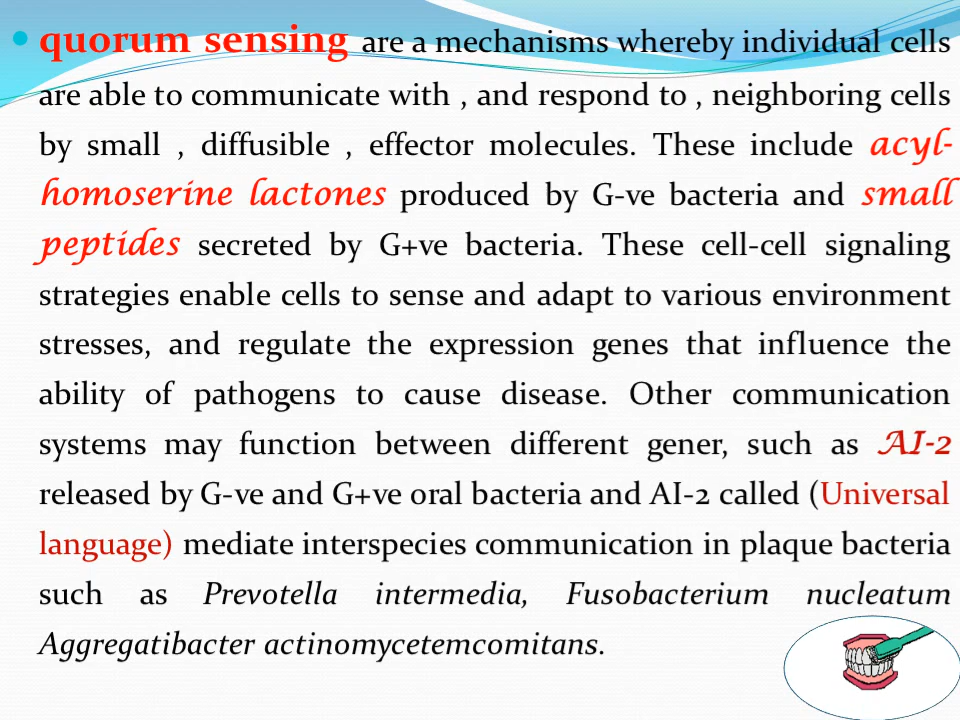 • quorum sensing are a mechanisms whereby individual cells
are able to communicate with , and respond to , neighboring cells
by small , diffusible , effector molecules. These include acyl-
homoserine lactones produced by G-ve bacteria and small
peptides secreted by G+ve bacteria. These cell-cell signaling
strategies enable cells to sense and adapt to various environment
stresses, and regulate the expression genes that influence the
ability of pathogens to cause disease. Other communication
systems may function between different gener, such as AI-2
released by G-ve and G+ve oral bacteria and AI-2 called (Universal
language) mediate interspecies communication in plaque bacteria
such as Prevotella intermedia, Fusobacterium nucleatum
Aggregatibacter actinomycetemcomitans.